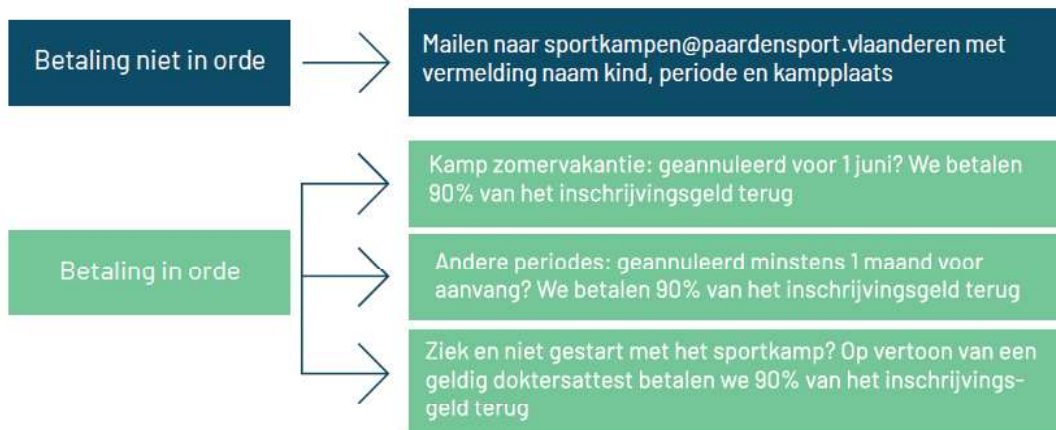 Betaling niet in orde
Mailen naar sportkampen@paardensport.vlaanderen met
vermelding naam kind, periode en kampplaats
Betaling in orde
Kamp zomervakantie: geannuleerd voor 1 juni? We betalen
90% van het inschrijvingsgeld terug
Andere periodes: geannuleerd minstens 1 maand voor
aanvang? We betalen 90% van het inschrijvingsgeld terug
Ziek en niet gestart met het sportkamp? Op vertoon van een
geldig doktersattest betalen we 90% van het inschrijvings-
geld terug